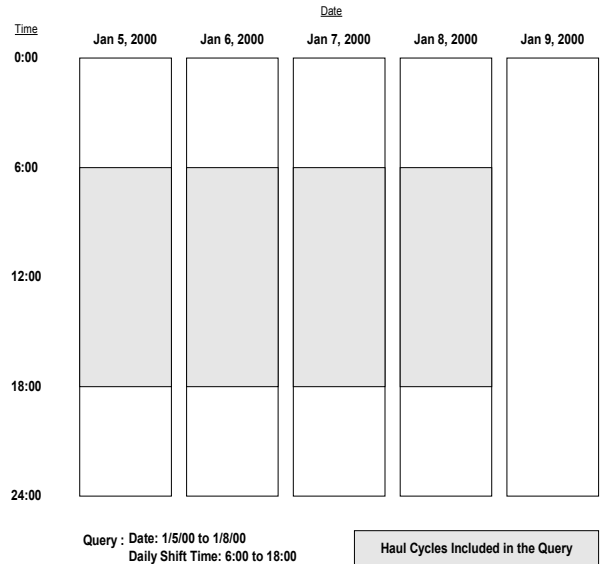 Date
Time
Jan 5, 2000 Jan 6, 2000 Jan 7, 2000 Jan 8, 2000 Jan 9, 2000
0:00
6:00
12:00
18:00
24:00
Query : Date: 1/5/00 to 1/8/00
Daily Shift Time: 6:00 to 18:00
Haul Cycles Included in the Query